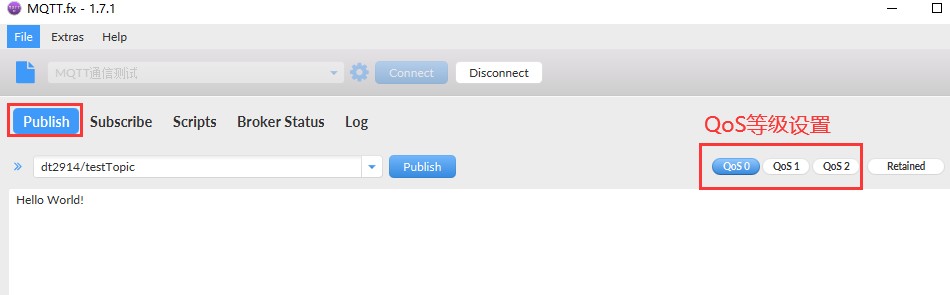 MQTT.fx - 1.7.1
File Extras Help
MQTT通信测试 Connect Disconnect
Publish Subscribe Scripts Broker Status Log
QoS等级设置
dt2914/testTopic Publish QoS 0 QoS 1 QoS 2 Retained
Hello World!